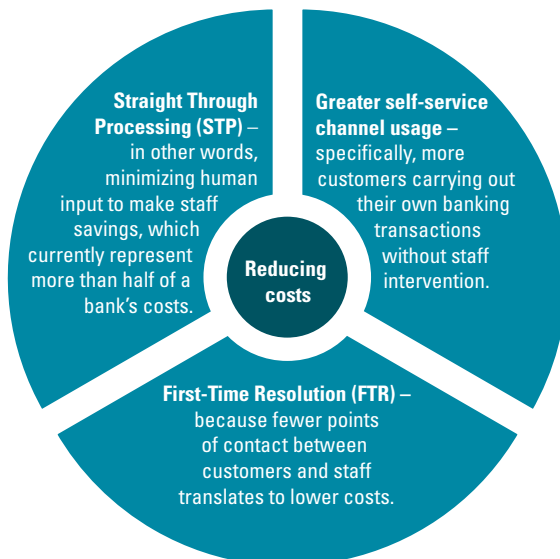 Straight Through
Processing (STP) –
in other words,
minimizing human
input to make staff
savings, which
currently represent
more than half of a
bank's costs.
Greater self-service
channel usage –
specifically, more
customers carrying out
their own banking
transactions
without staff
intervention.
Reducing
costs
First-Time Resolution (FTR) –
because fewer points
of contact between
customers and staff
translates to lower costs.